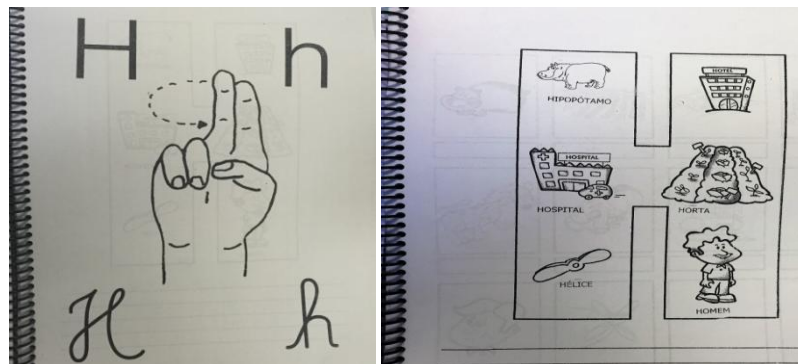 H h
H h
HOTEL
HIPOPÓTAMO
HOSPITAL
HOSPITAL
HORTA
HÉLICE
HOMEM